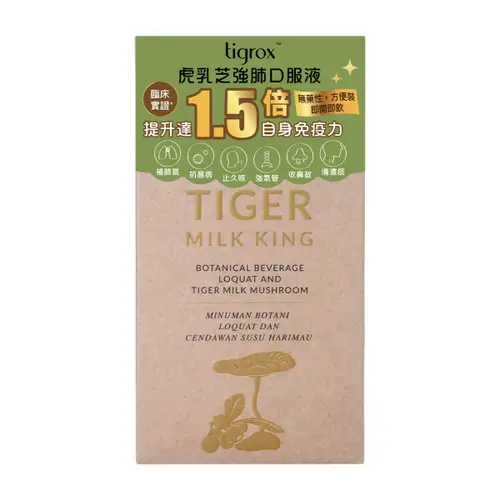 tigrox™
虎乳芝強肺口服液
臨床
實證*
提升達1.5倍自身免疫力
無藥性，方便裝
即開即飲
補肺氣 抗易病 止久咳 強氣管 收鼻敏 清濃痰
TIGER
MILK KING
BOTANICAL BEVERAGE
LOQUAT AND
TIGER MILK MUSHROOM
MINUMAN BOTANI
LOQUAT DAN
CENDAWAN SUSU HARIMAU